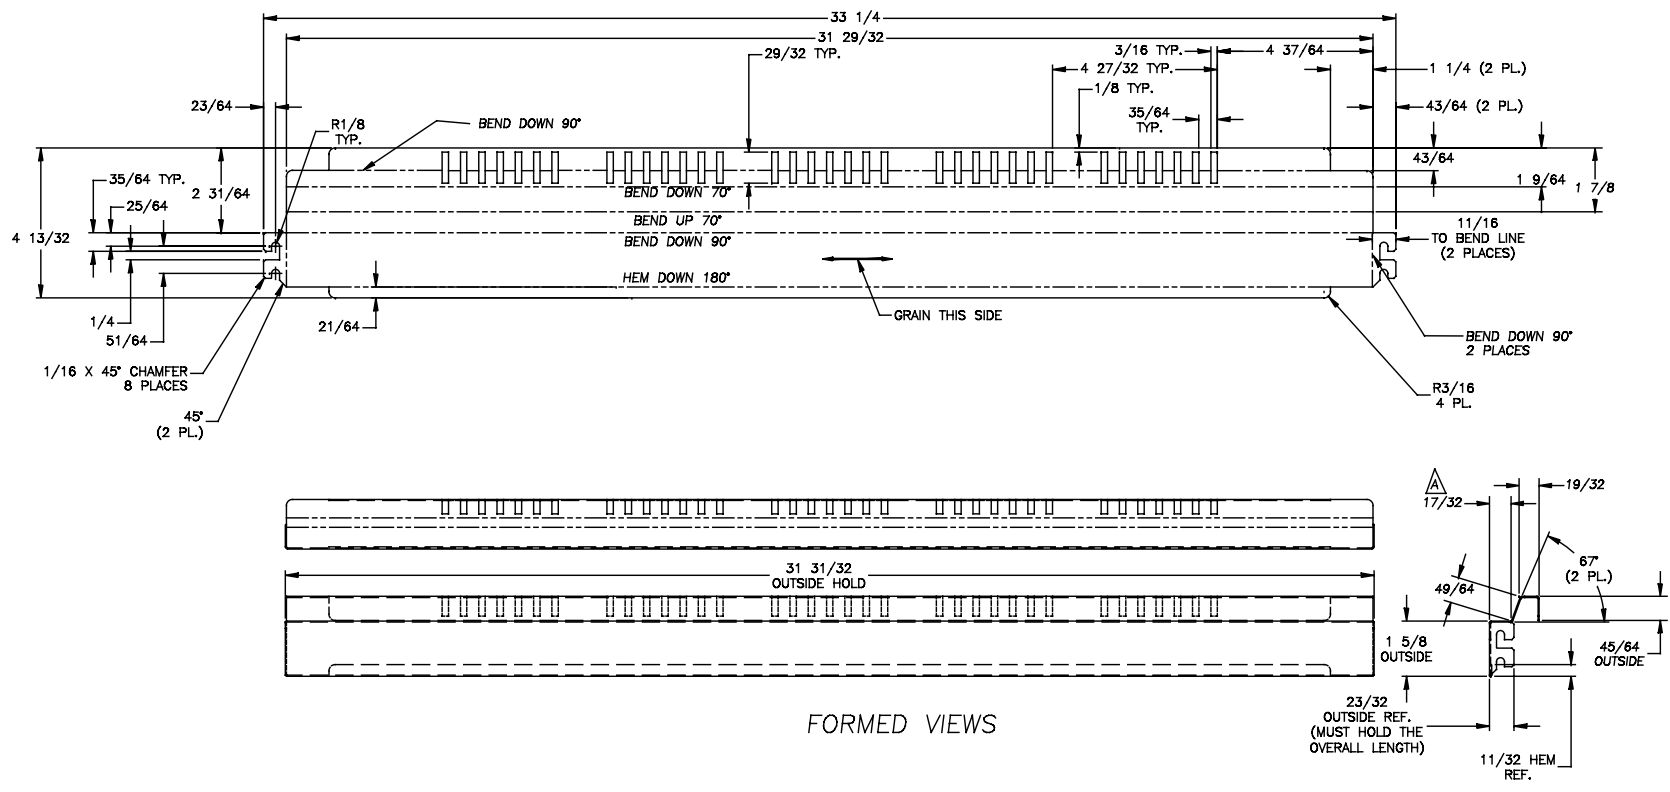 33 1/4
31 29/32
29/32 TYP.
3/16 TYP.
4 37/64
4 27/32 TYP.
1 1/4 (2 PL.)
1/8 TYP.
23/64
43/64 (2 PL.)
35/64
TYP.
R1/8
TYP.
BEND DOWN 90°
43/64
35/64 TYP.
2 31/64
1 9/64
1 7/8
25/64
BEND DOWN 70°
BEND UP 70°
4 13/32
BEND DOWN 90°
11/16
TO BEND LINE
(2 PLACES)
HEM DOWN 180°
1/4
21/64
GRAIN THIS SIDE
51/64
BEND DOWN 90°
2 PLACES
1/16 X 45° CHAMFER
8 PLACES
R3/16
4 PL.
45°
(2 PL.)
A
17/32
19/32
67°
(2 PL.)
31 31/32
OUTSIDE HOLD
49/64
1 5/8
OUTSIDE
45/64
OUTSIDE
23/32
OUTSIDE REF.
(MUST HOLD THE
OVERALL LENGTH)
FORMED VIEWS
11/32 HEM
REF.